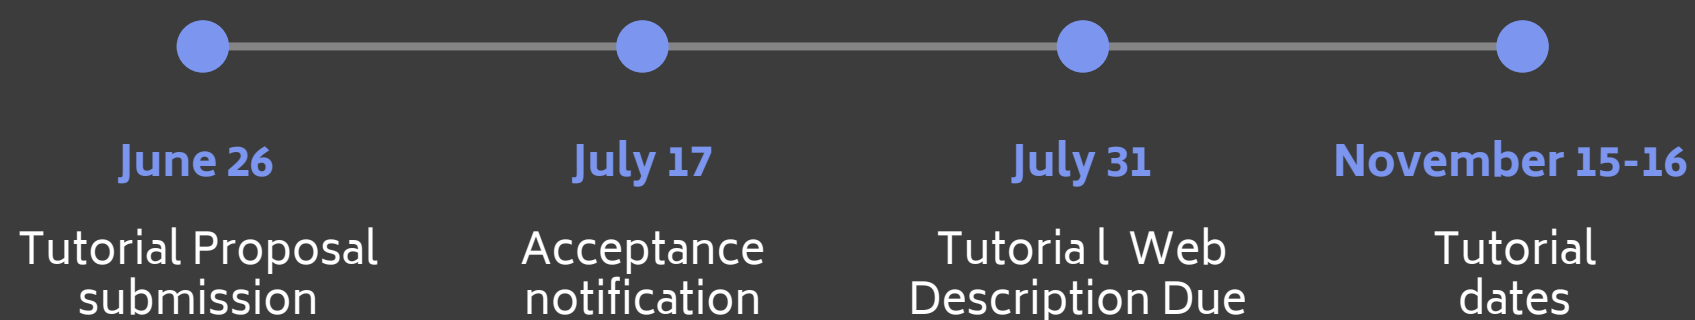 June 26
Tutorial Proposal
submission
July 17
Acceptance
notification
July 31
Tutoria l  Web
Description Due
November 15-16
Tutorial
dates